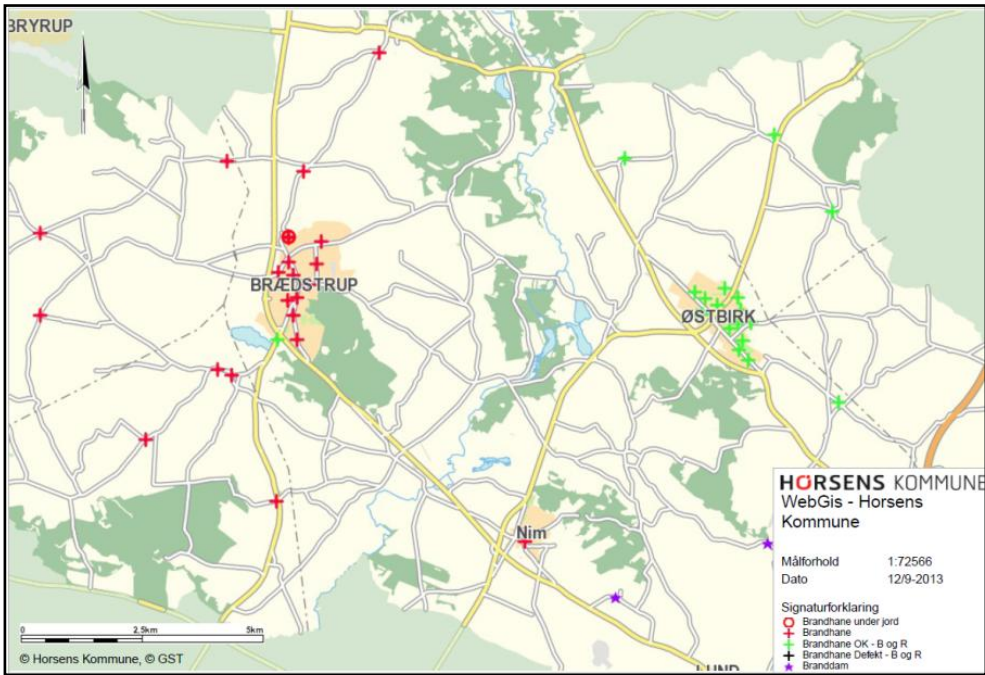 BRYRUP
BRÆDSTRUP
ØSTBIRK
Nim
HORSENS KOMMUNE
WebGis - Horsens
Kommune
Målforhold 1:72566
Dato 12/9-2013
Signaturforklaring
Brandhane under jord
Brandhane
Brandhane OK - B og R
Brandhane Defekt - B og R
Branddam
0 2,5km 5km
© Horsens Kommune, © GST
LUND